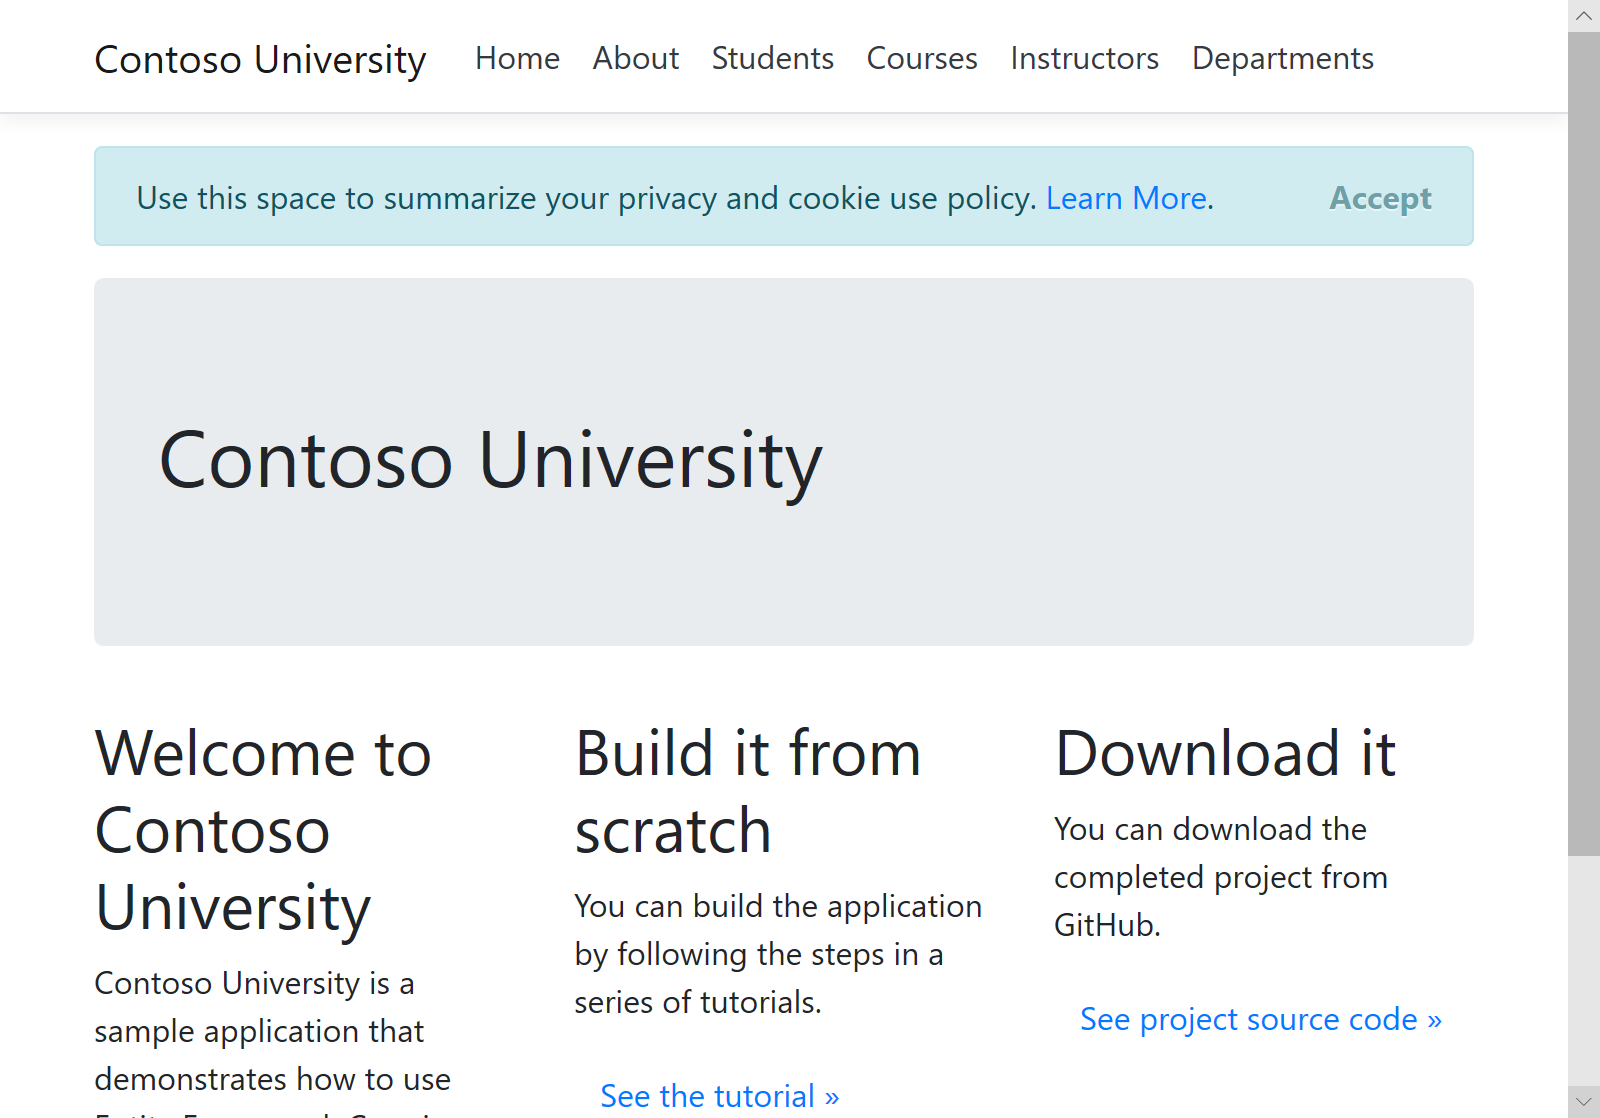 Contoso University Home About Students Courses Instructors Departments
Use this space to summarize your privacy and cookie use policy. Learn More. Accept
Contoso University
Welcome to
Contoso
University
Contoso University is a
sample application that
demonstrates how to use
Build it from
scratch
You can build the application
by following the steps in a
series of tutorials.
See the tutorial »
Download it
You can download the
completed project from
GitHub.
See project source code »